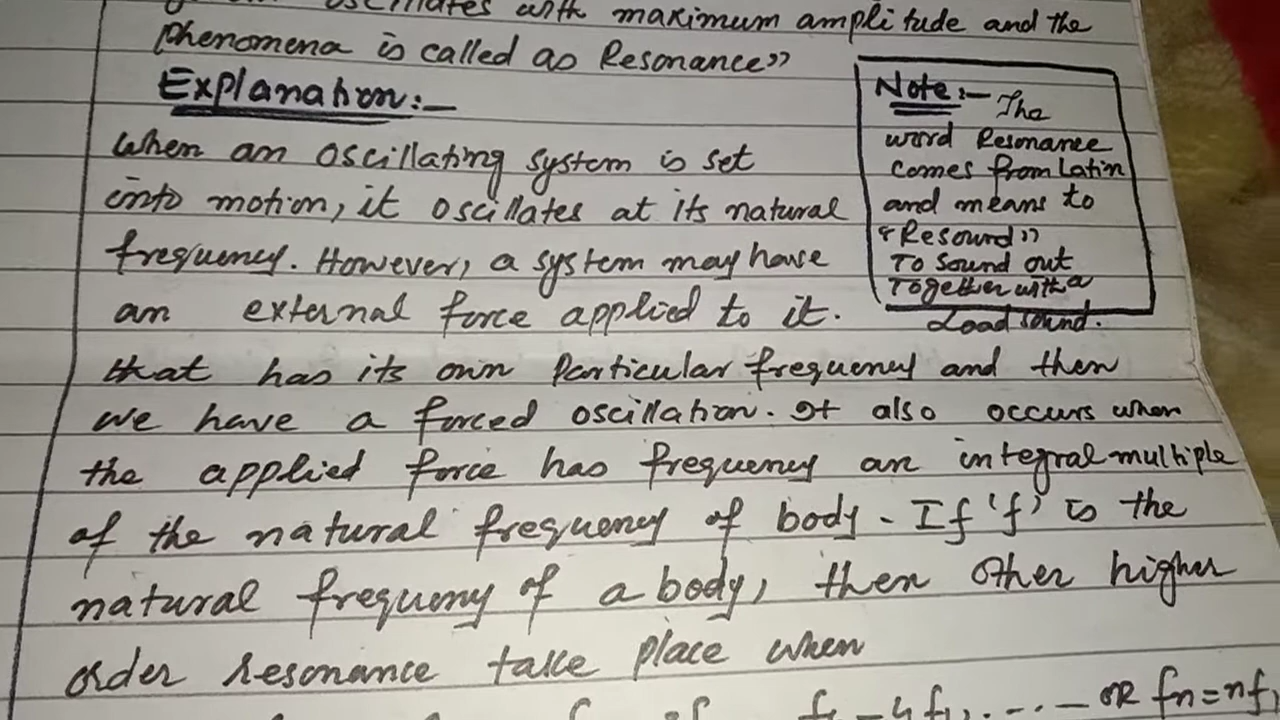 oscillates with maximum amplitude and the
Phenomena is called as Resonance”
Explanation:-
When an oscillating system is set
into motion, it oscillates at its natural
frequency. However, a system may have
an external force applied to it.
Note:- The
word Resonance
comes from Latin
and means to
“Resound”
To sound out
Together with a
Load sound.
that has its own Particular frequency and then
we have a forced oscillation. It also occurs when
the applied force has frequency an integral multiple
of the natural frequency of body. If 'f' is the
natural frequeny of a body, then other higher
order resonance take place when
OR fn=nf1